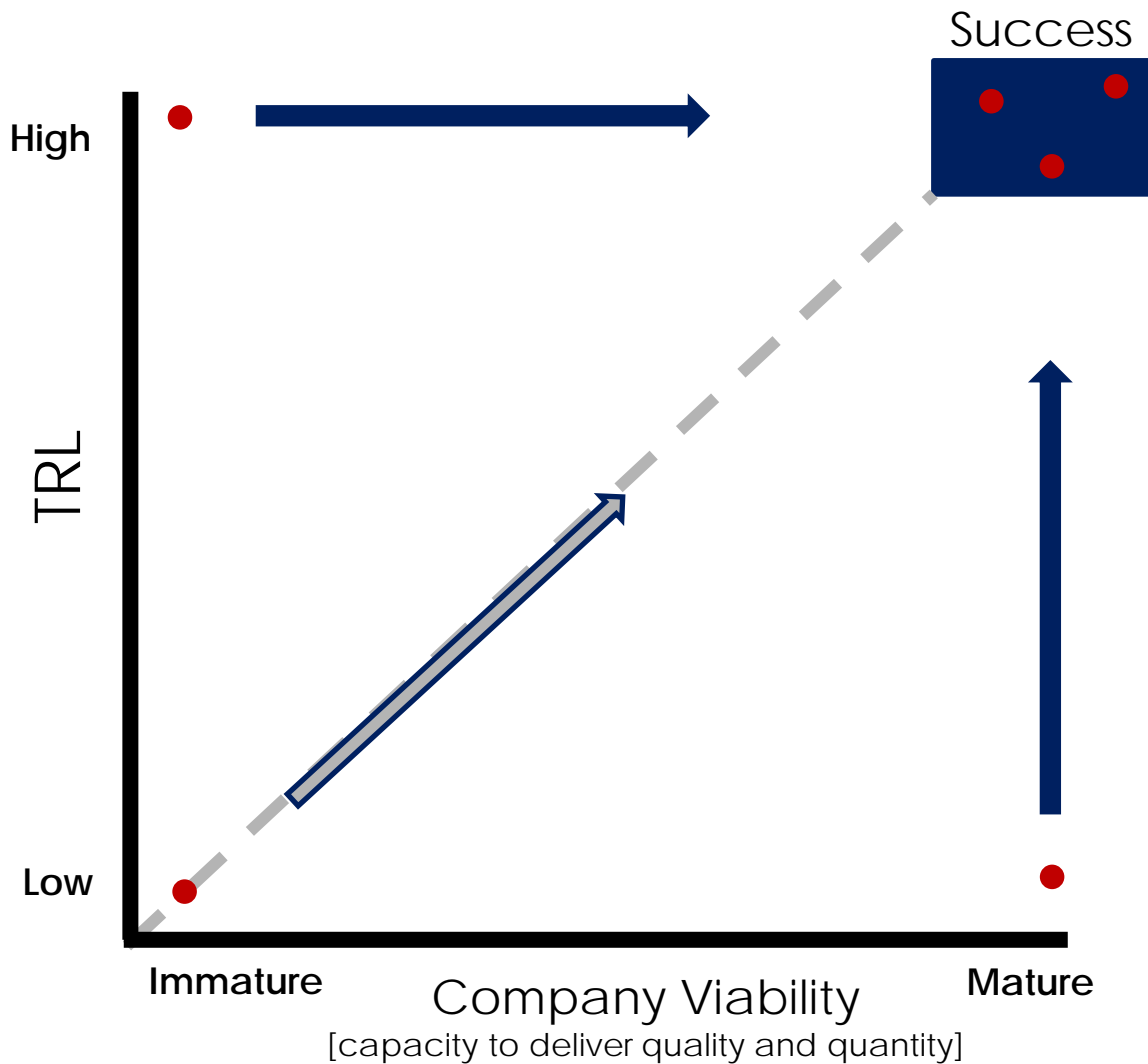 Success
High
TRL
Low
Immature
Mature
Company Viability
[capacity to deliver quality and quantity]